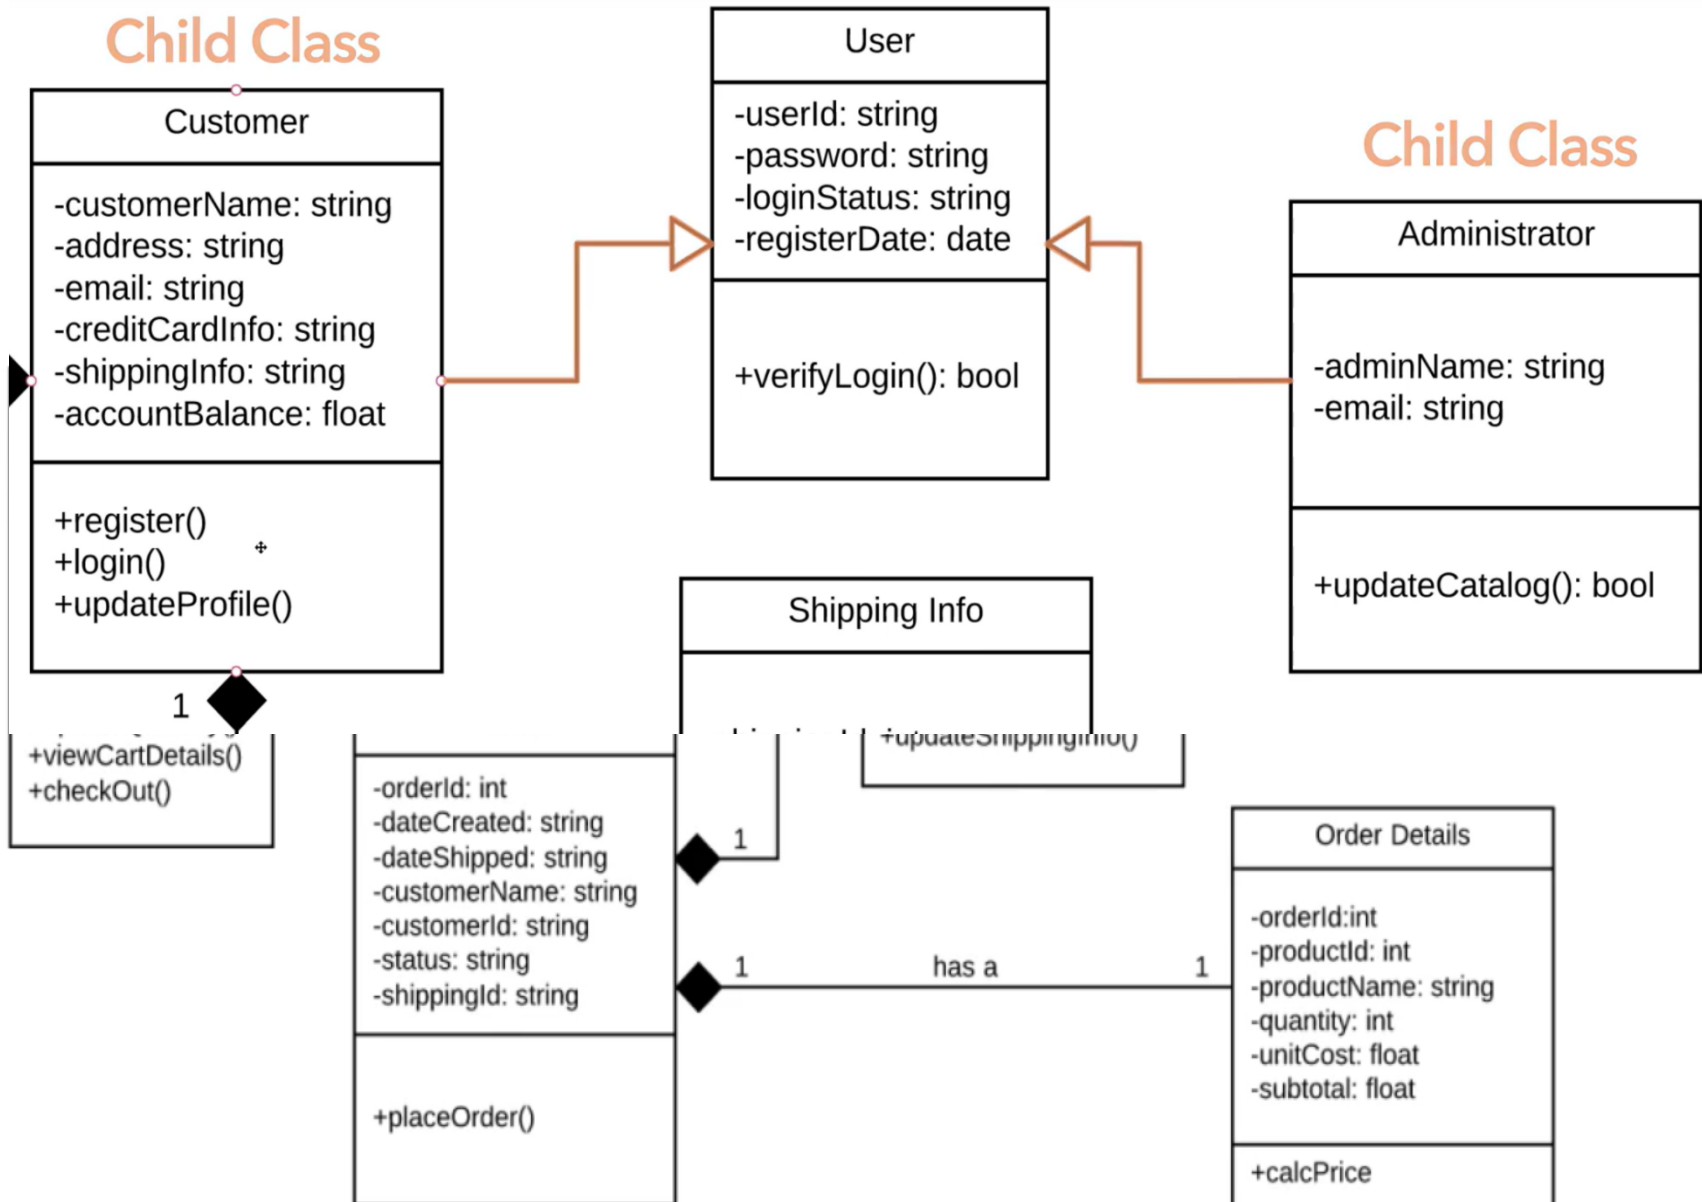 Child Class
Customer
-customerName: string
-address: string
-email: string
-creditCardInfo: string
-shippingInfo: string
-accountBalance: float
+register()
+login()
+updateProfile()
1
User
-userId: string
-password: string
-loginStatus: string
-registerDate: date
+verifyLogin(): bool
Child Class
Administrator
-adminName: string
-email: string
+updateCatalog(): bool
Shipping Info
+updateShippingInfo()
+viewCartDetails()
+checkOut()
-orderId: int
-dateCreated: string
-dateShipped: string
-customerName: string
-customerId: string
-status: string
-shippingId: string
+placeOrder()
1
1 has a 1
Order Details
-orderId:int
-productId: int
-productName: string
-quantity: int
-unitCost: float
-subtotal: float
+calcPrice